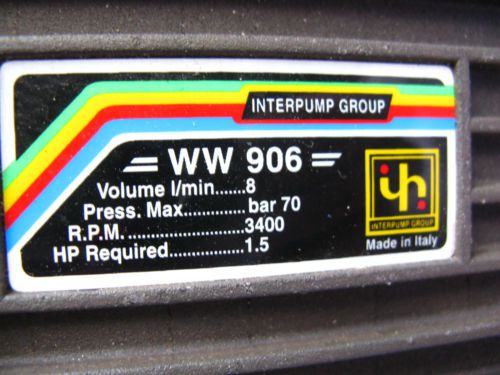 INTERPUMP GROUP
WW 906
Volume l/min......8
Press. Max..............bar 70
R.P.M. ....................3400
HP Required................1.5
INTERPUMP GROUP
Made in Italy